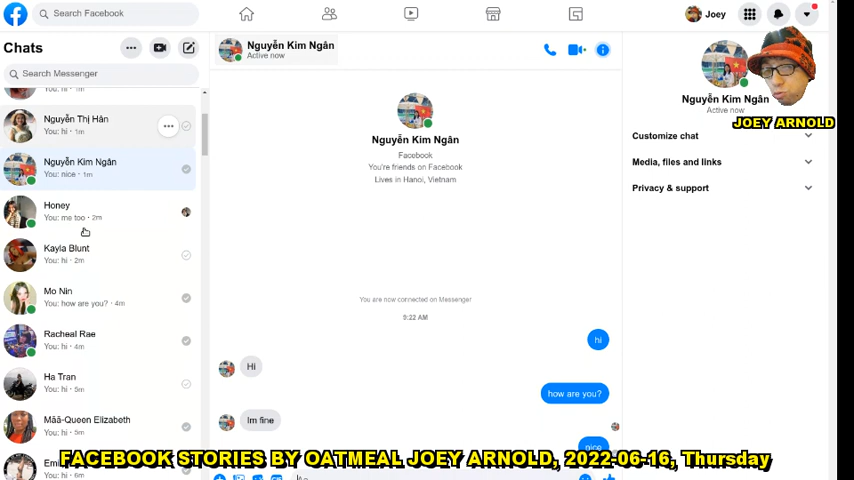 Search Facebook
Joey
Chats
Search Messenger
You: hi · 1m
Nguyễn Thị Hân
You: hi · 1m
Nguyễn Kim Ngân
You: nice · 1m
Honey
You: me too · 2m
Kayla Blunt
You: hi · 2m
Mo Nin
You: how are you? · 4m
Racheal Rae
You: hi · 4m
Ha Tran
You: hi · 5m
Māā-Queen Elizabeth
You: hi · 5m
Nguyễn Kim Ngân
Active now
Nguyễn Kim Ngân
Facebook
You're friends on Facebook
Lives in Hanoi, Vietnam
You are now connected on Messenger
9:22 AM
hi
Hi
how are you?
Im fine
nice
Aa
Nguyễn Kim Ngân
Active now
JOEY ARNOLD
Customize chat
Media, files and links
Privacy & support
FACEBOOK STORIES BY OATMEAL JOEY ARNOLD, 2022-06-16, Thursday